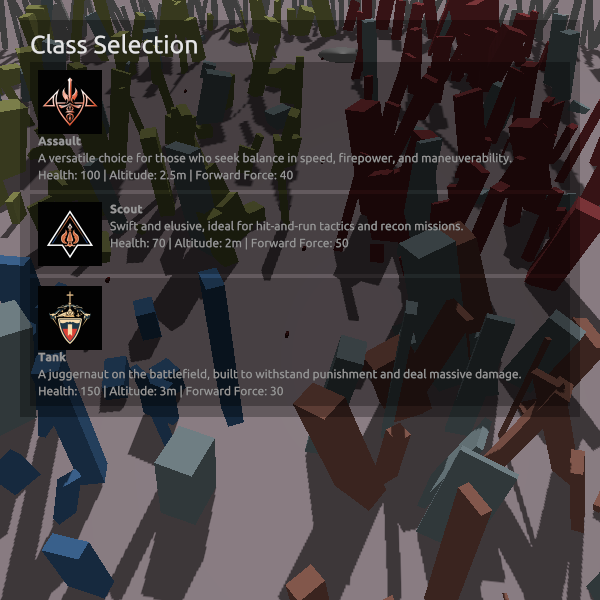 Class Selection
Assault
A versatile choice for those who seek balance in speed, firepower, and maneuverability.
Health: 100 | Altitude: 2.5m | Forward Force: 40
Scout
Swift and elusive, ideal for hit-and-run tactics and recon missions.
Health: 70 | Altitude: 2m | Forward Force: 50
Tank
A juggernaut on the battlefield, built to withstand punishment and deal massive damage.
Health: 150 | Altitude: 3m | Forward Force: 30